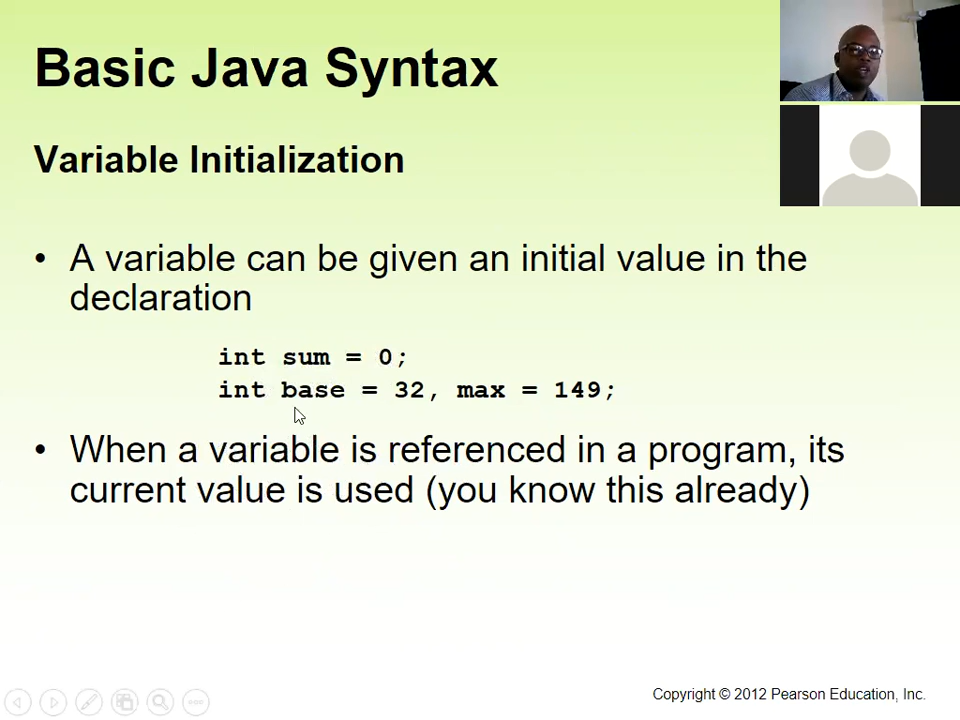 Basic Java Syntax
Variable Initialization
• A variable can be given an initial value in the
declaration
int sum = 0;
int base = 32, max = 149;
• When a variable is referenced in a program, its
current value is used (you know this already)
Copyright © 2012 Pearson Education, Inc.